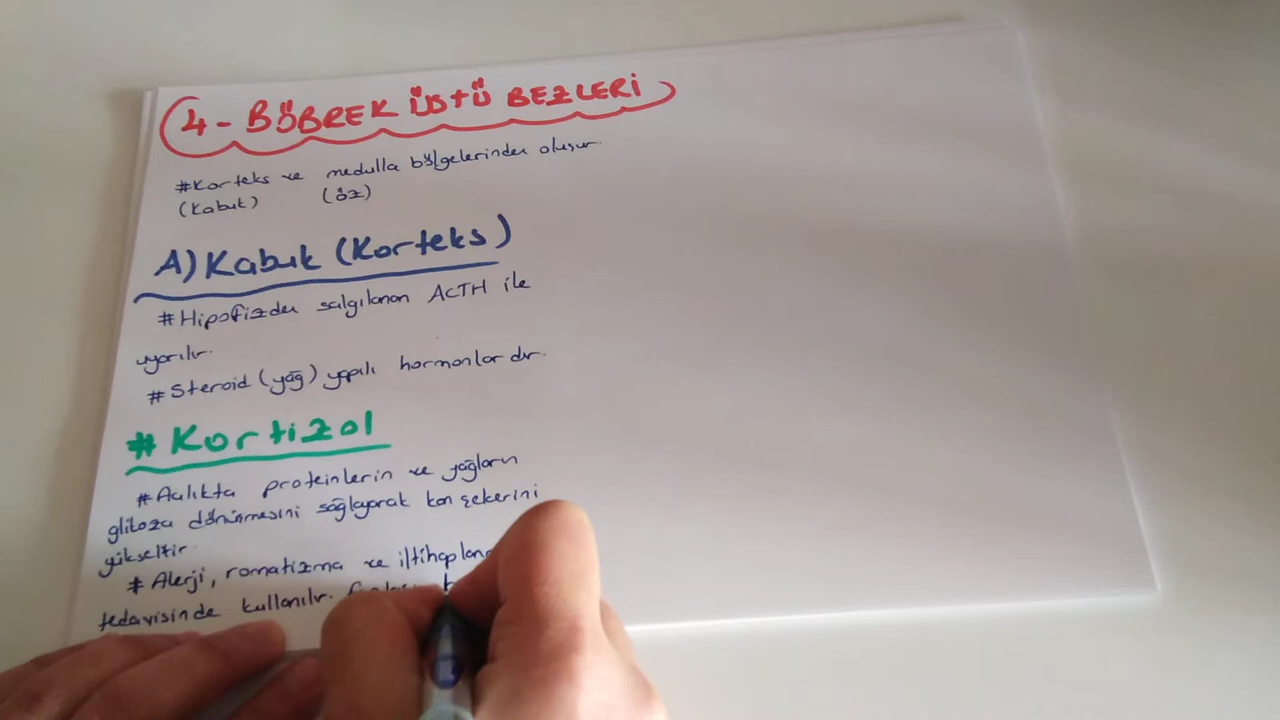 4- BÖBREK ÜSTÜ BEZLERİ
#Korteks ve medulla bölgelerinden oluşur.
(Kabuk) (öz)
A) Kabuk (Korteks)
#Hipofizden salgılanan ACTH ile
uyarılır.
#Steroid (yağ) yapılı hormonlardır.
#Kortizol
#Açlıkta proteinlerin ve yağların
glikoza dönüşmesini sağlayarak kan şekerini
yükseltir.
#Alerji, romatizma ve iltihaplan
tedavisinde kullanılır.